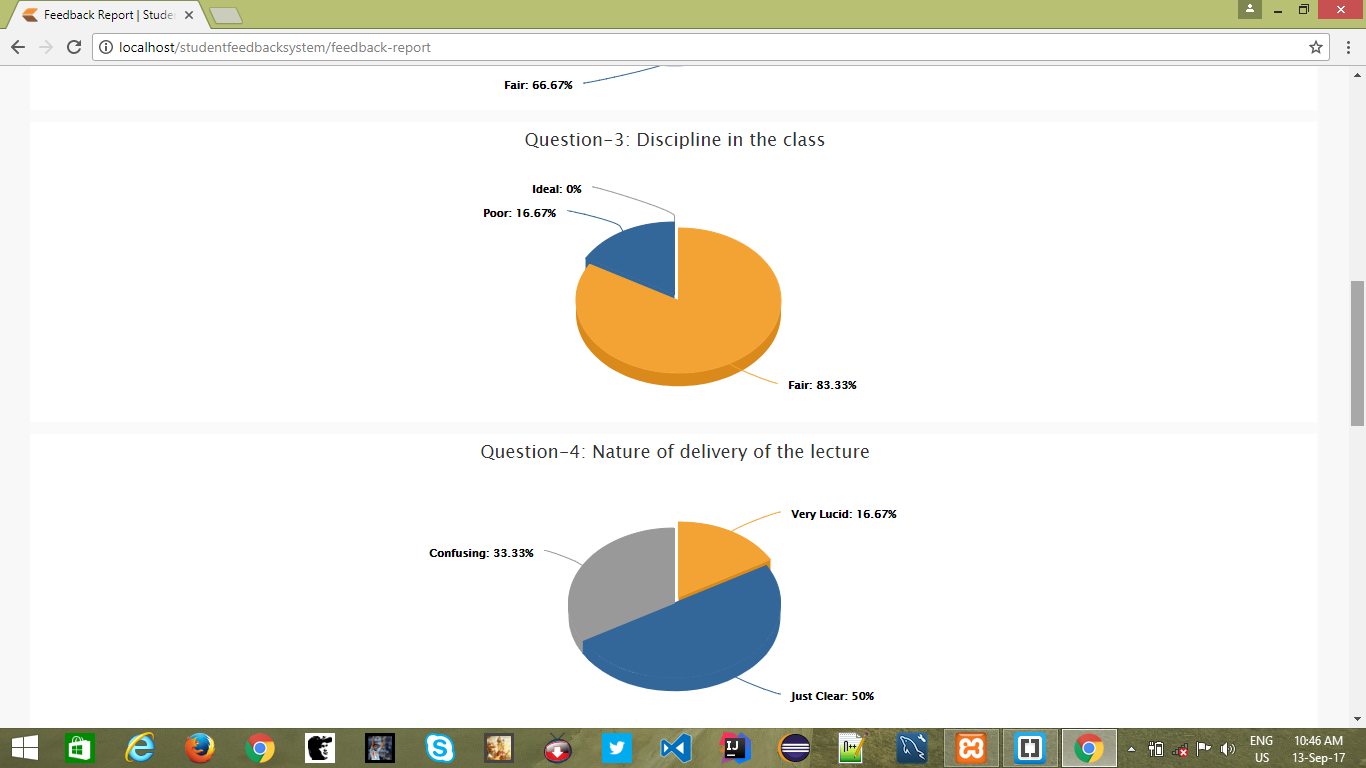 Feedback Report | Stude
localhost/studentfeedbacksystem/feedback-report
Fair: 66.67%
Question-3: Discipline in the class
Ideal: 0%
Poor: 16.67%
Fair: 83.33%
Question-4: Nature of delivery of the lecture
Very Lucid: 16.67%
Confusing: 33.33%
Just Clear: 50%
ENG
US
10:46 AM
13-Sep-17